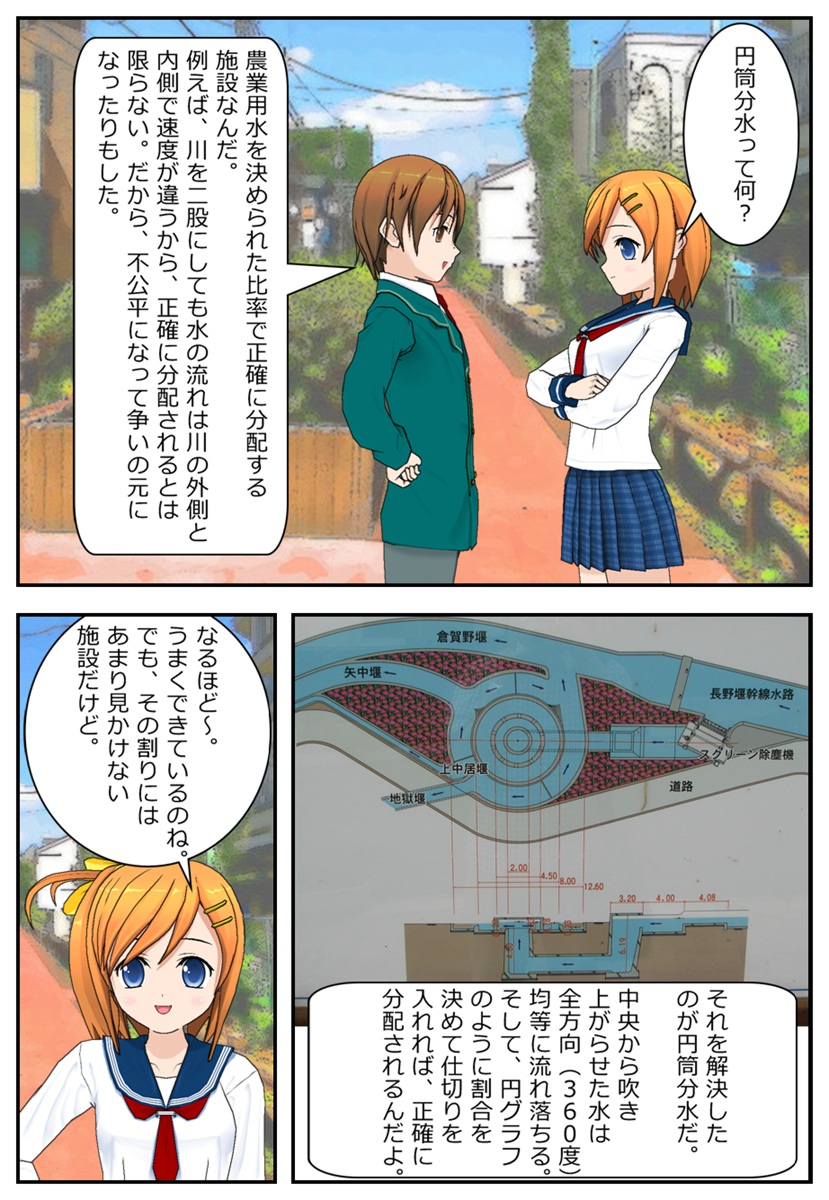 円筒分水って何？
農業用水を決められた比率で正確に分配する
施設なんだ。
例えば、川を二股にしても水の流れは川の外側と
内側で速度が違うから、正確に分配されるとは
限らない。だから、不公平になって争いの元に
なったりもした。
倉賀野堰
矢中堰
長野堰幹線水路
スクリーン除塵機
上中居堰
地獄堰
道路
2.00
4.50
8.00
12.60
3.20
4.00
4.08
6.19
それを解決した
のが円筒分水だ。
中央から吹き
上がらせた水は
全方向（３６０度）
均等に流れ落ちる。
そして、円グラフ
のように割合を
決めて仕切りを
入れれば、正確に
分配されるんだよ。
なるほど～。
うまくできているのね。
でも、その割りには
あまり見かけない
施設だけど。